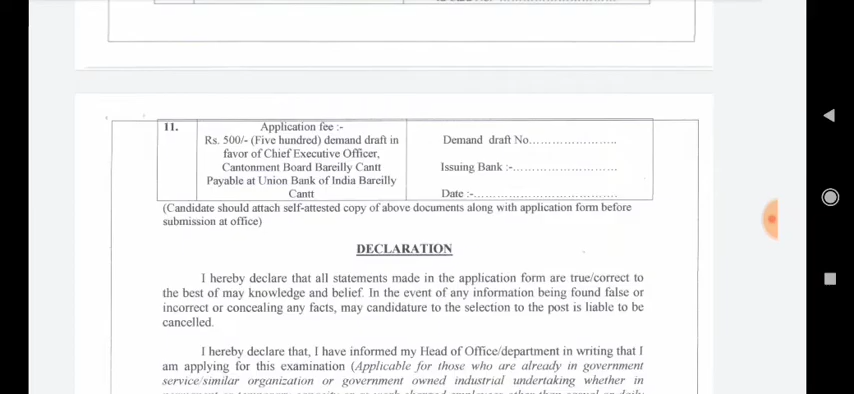 11.
Application fee :-
Rs. 500/- (Five hundred) demand draft in
favor of Chief Executive Officer,
Cantonment Board Bareilly Cantt
Payable at Union Bank of India Bareilly
Cantt
Demand draft No.......................
Issuing Bank :-............................
Date :-.....................................
(Candidate should attach self-attested copy of above documents along with application form before
submission at office)
DECLARATION
I hereby declare that all statements made in the application form are true/correct to
the best of may knowledge and belief. In the event of any information being found false or
incorrect or concealing any facts, may candidature to the selection to the post is liable to be
cancelled.
I hereby declare that, I have informed my Head of Office/department in writing that I
am applying for this examination (Applicable for those who are already in government
service/similar organization or government owned industrial undertaking whether in